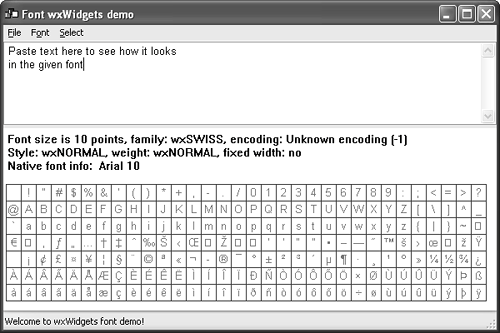 Font wxWidgets demo
File Font Select
Paste text here to see how it looks
in the given font
Font size is 10 points, family: wxSWISS, encoding: Unknown encoding (-1)
Style: wxNORMAL, weight: wxNORMAL, fixed width: no
Native font info: Arial 10
! " # $ % & ' ( ) * + , - . / 0 1 2 3 4 5 6 7 8 9 : ; < = > ?
@ A B C D E F G H I J K L M N O P Q R S T U V W X Y Z [ \ ] ^ _
` a b c d e f g h i j k l m n o p q r s t u v w x y z { | } ~ □
€ □ ‚ ƒ „ … † ‡ ˆ ‰ Š ‹ Œ □ Ž □ □ ‘ ’ “ ” • – — ˜ ™ š › œ □ ž Ÿ
¡ ¢ £ ¤ ¥ ¦ § ¨ © ª « ¬ - ® ¯ ° ± ² ³ ´ µ ¶ · ¸ ¹ º » ¼ ½ ¾ ¿
À Á Â Ã Ä Å Æ Ç È É Ê Ë Ì Í Î Ï Ð Ñ Ò Ó Ô Õ Ö × Ø Ù Ú Û Ü Ý Þ ß
à á â ã ä å æ ç è é ê ë ì í î ï ð ñ ò ó ô õ ö ÷ ø ù ú û ü ý þ ÿ
Welcome to wxWidgets font demo!